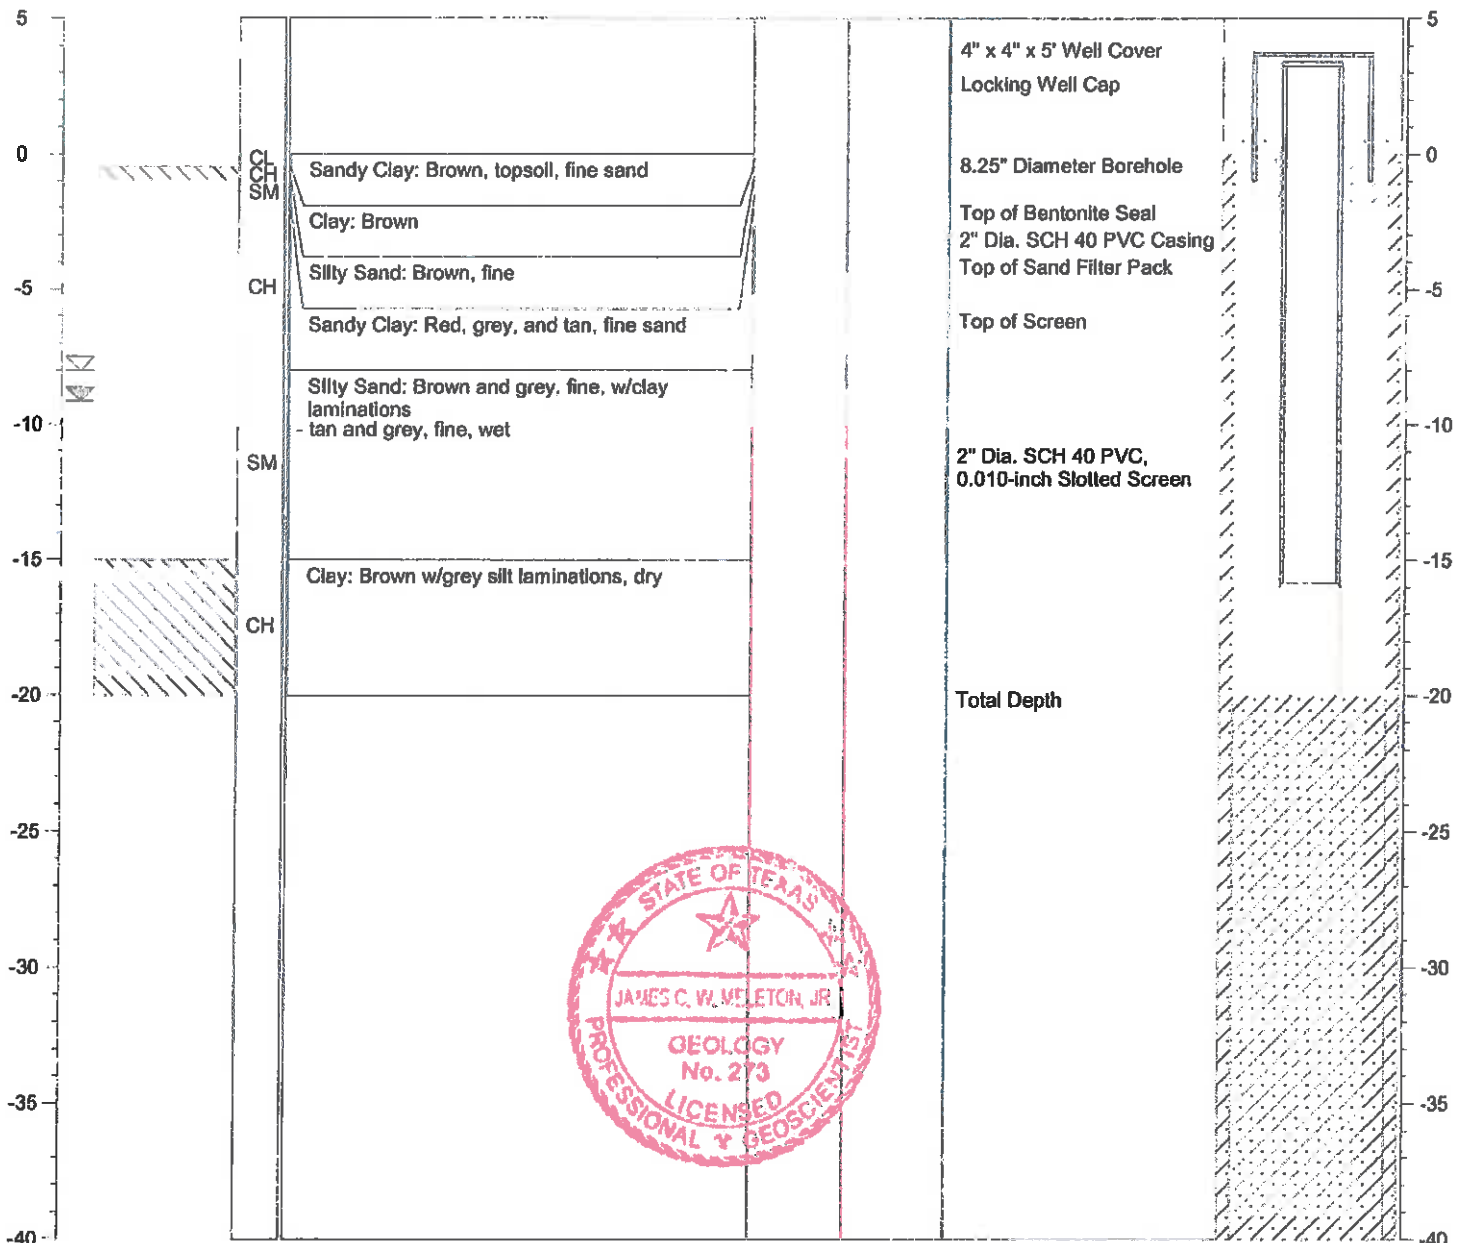 5
0
-5
-10
-15
-20
-25
-30
-35
-40
CL
CH
SM
CH
SM
CH
Sandy Clay: Brown, topsoil, fine sand
Clay: Brown
Silty Sand: Brown, fine
Sandy Clay: Red, grey, and tan, fine sand
Silty Sand: Brown and grey, fine, w/clay
laminations
- tan and grey, fine, wet
Clay: Brown w/grey silt laminations, dry
4" x 4" x 5' Well Cover
Locking Well Cap
8.25" Diameter Borehole
Top of Bentonite Seal
2" Dia. SCH 40 PVC Casing
Top of Sand Filter Pack
Top of Screen
2" Dia. SCH 40 PVC,
0.010-inch Slotted Screen
Total Depth
5
0
-5
-10
-15
-20
-25
-30
-35
-40
STATE OF TEXAS
JAMES C. W. MELETON, JR
GEOLOGY
No. 273
LICENSED
PROFESSIONAL GEOSCIENTIST